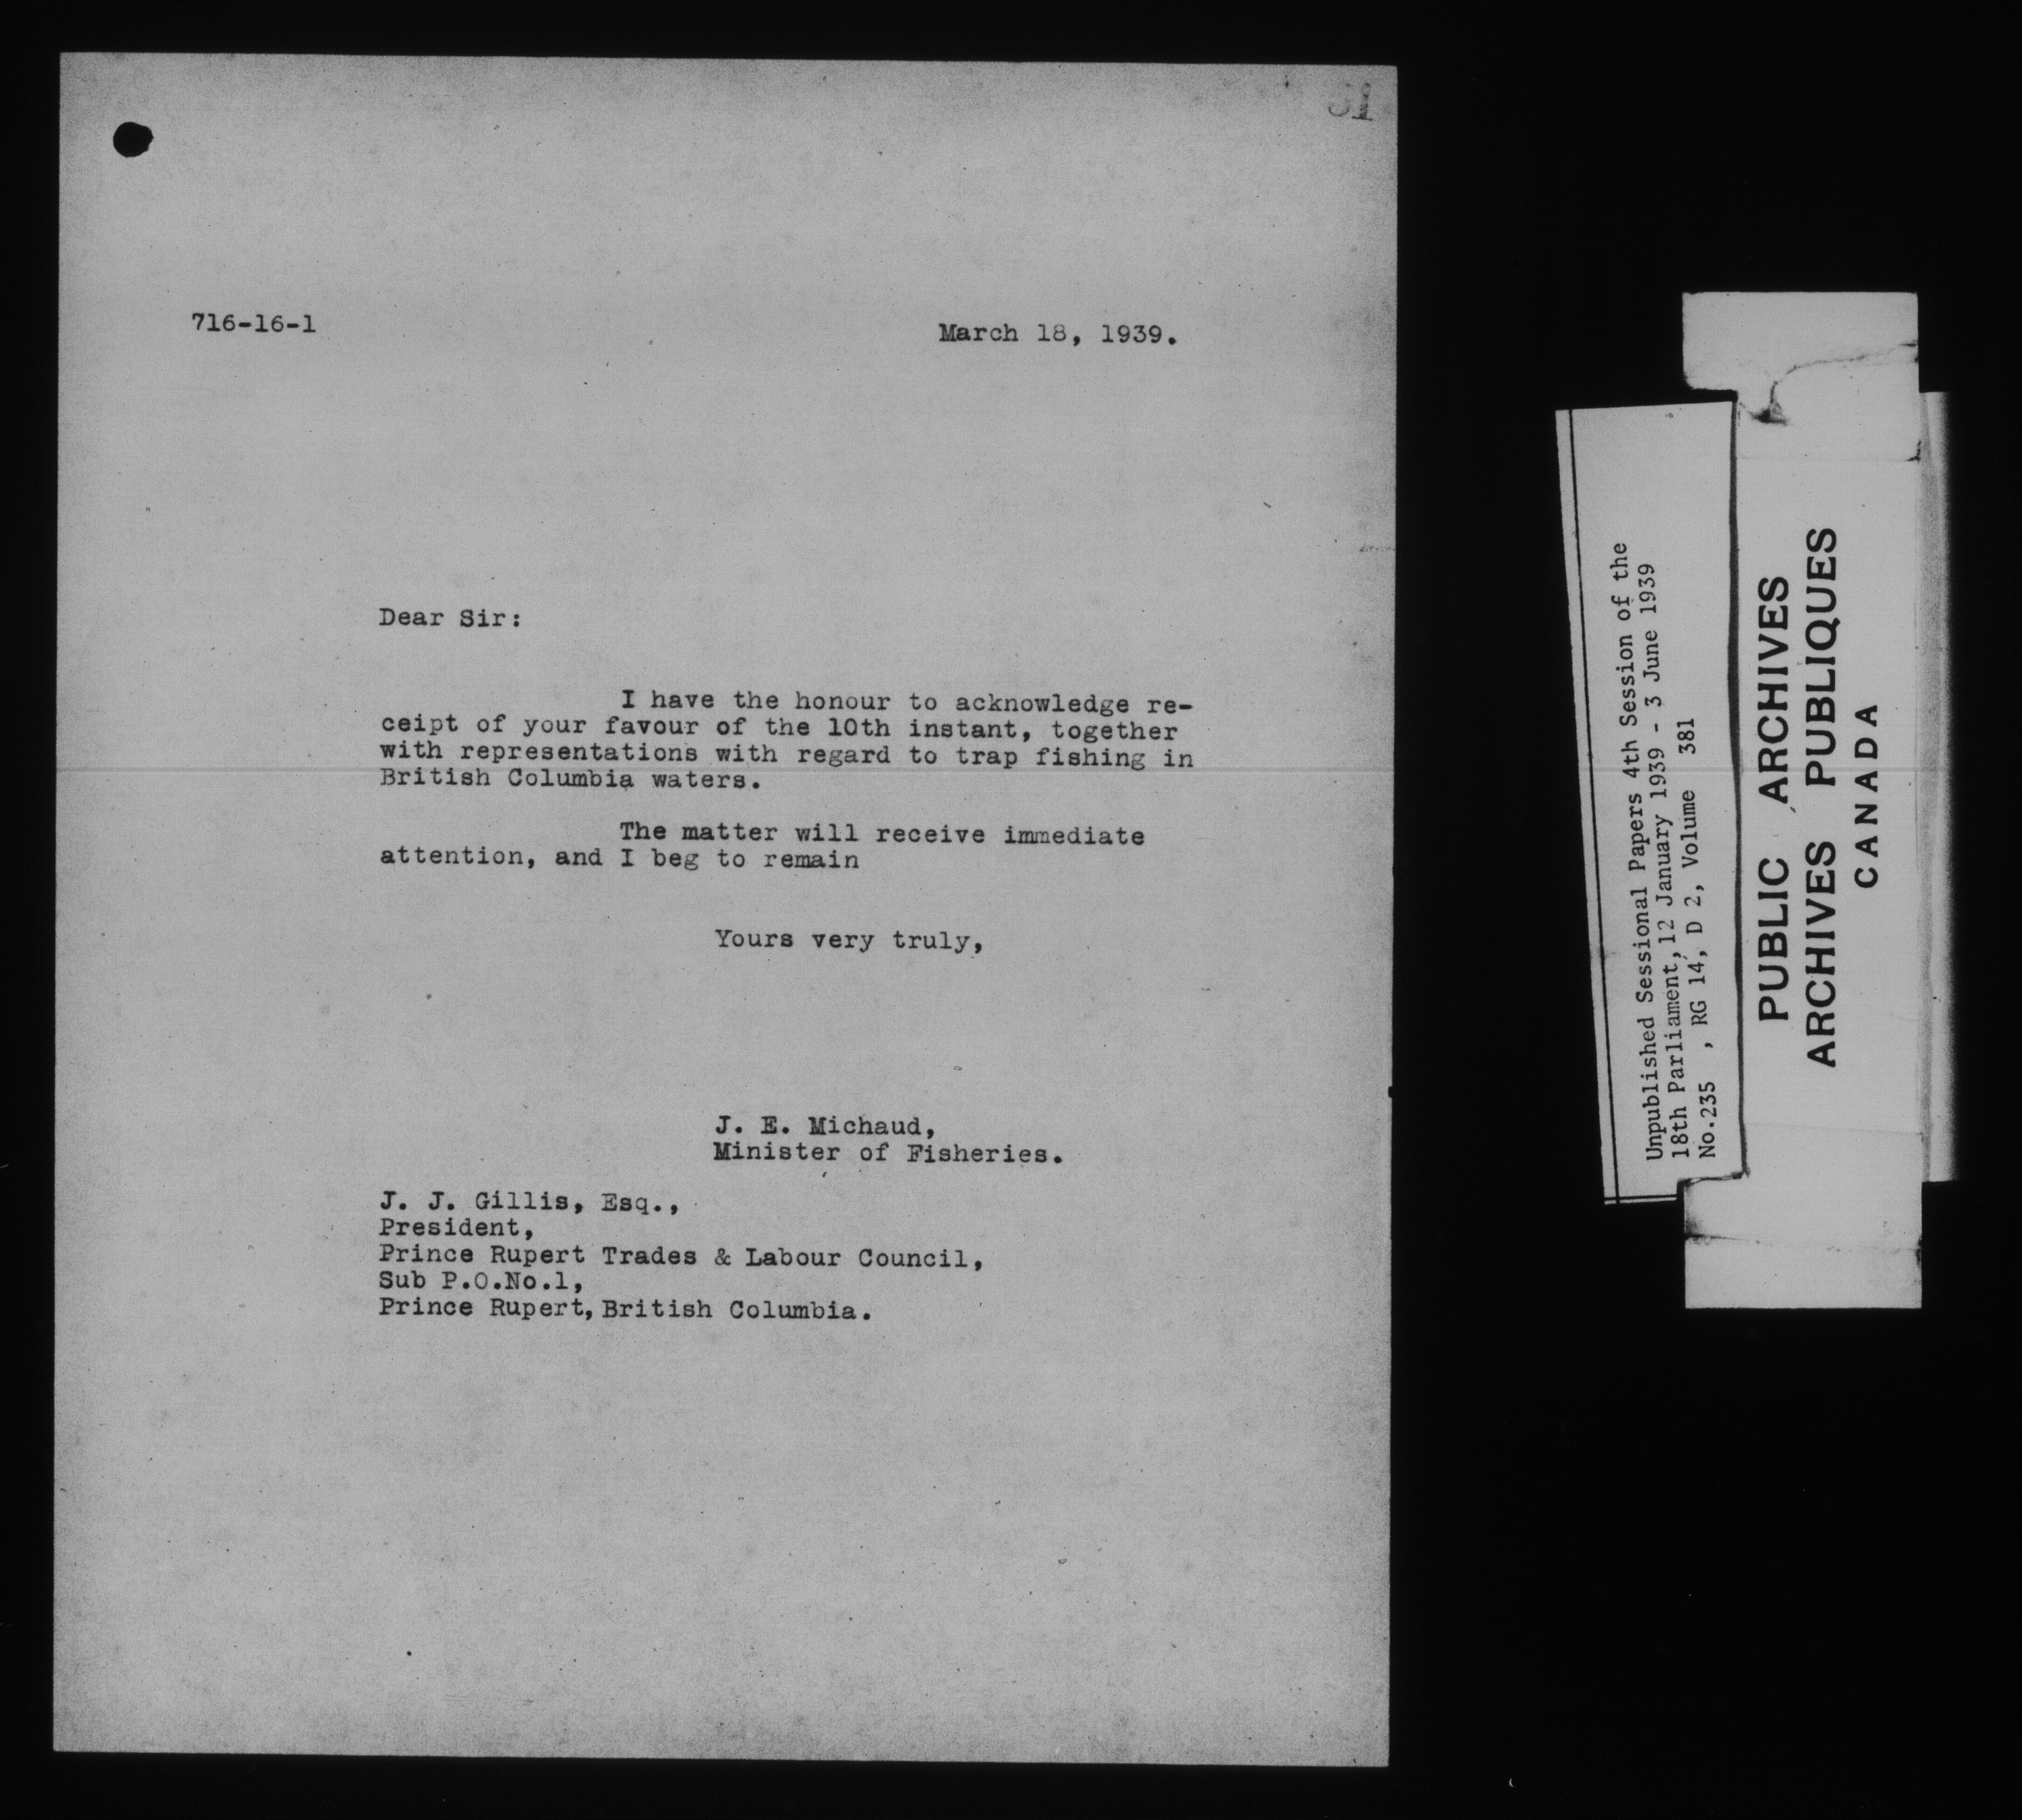 716-16-1
March 18, 1939.
Dear Sir:
I have the honour to acknowledge re-
ceipt of your favour of the 10th instant, together
with representations with regard to trap fishing in
British Columbia waters.
The matter will receive immediate
attention, and I beg to remain
Yours very truly,
J. E. Michaud,
Minister of Fisheries.
J. J. Gillis, Esq.,
President,
Prince Rupert Trades & Labour Council,
Sub P.O.No.1,
Prince Rupert, British Columbia.
Unpublished Sessional Papers 4th Session of the
18th Parliament, 12 January 1939 - 3 June 1939
No.235 , RG 14, D 2, Volume 381
PUBLIC ARCHIVES
ARCHIVES PUBLIQUES
CANADA